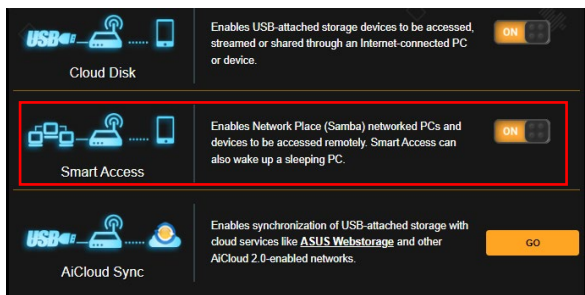 USB
Cloud Disk
Enables USB-attached storage devices to be accessed,
streamed or shared through an Internet-connected PC
or device.
ON
Smart Access
Enables Network Place (Samba) networked PCs and
devices to be accessed remotely. Smart Access can
also wake up a sleeping PC.
ON
USB
AiCloud Sync
Enables synchronization of USB-attached storage with
cloud services like ASUS Webstorage and other
AiCloud 2.0-enabled networks.
GO